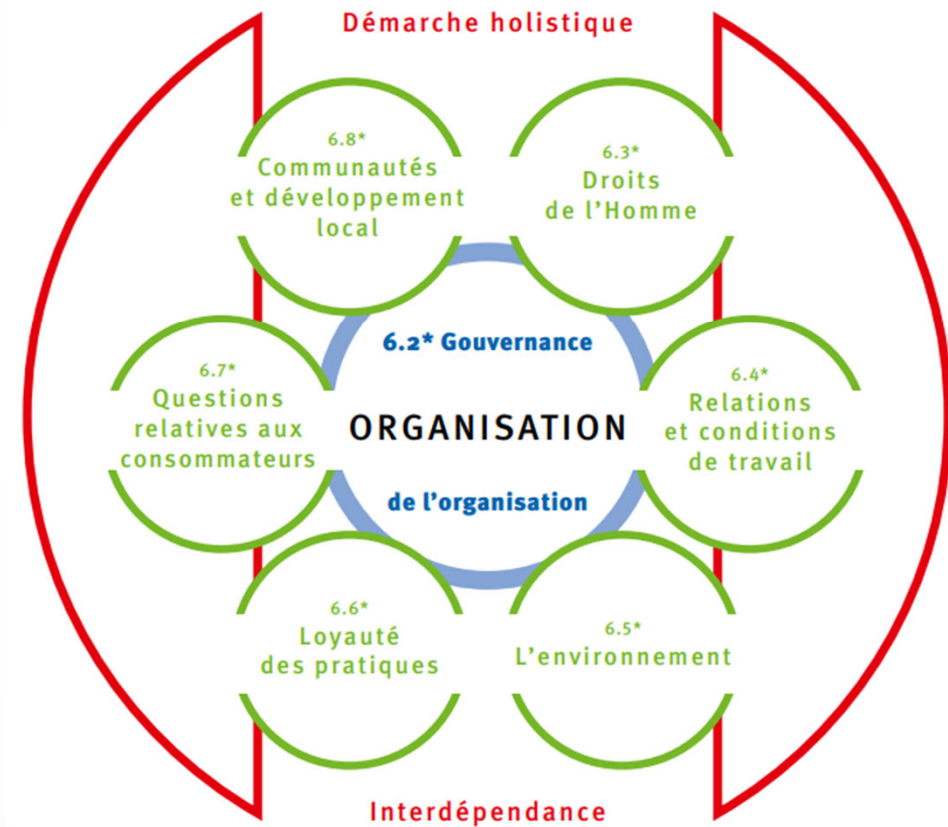 Démarche holistique
6.8*
Communautés
et développement
local
6.3*
Droits
de l'Homme
6.2* Gouvernance
ORGANISATION
de l'organisation
6.7*
Questions
relatives aux
consommateurs
6.4*
Relations
et conditions
de travail
6.6*
Loyauté
des pratiques
6.5*
L'environnement
Interdépendance